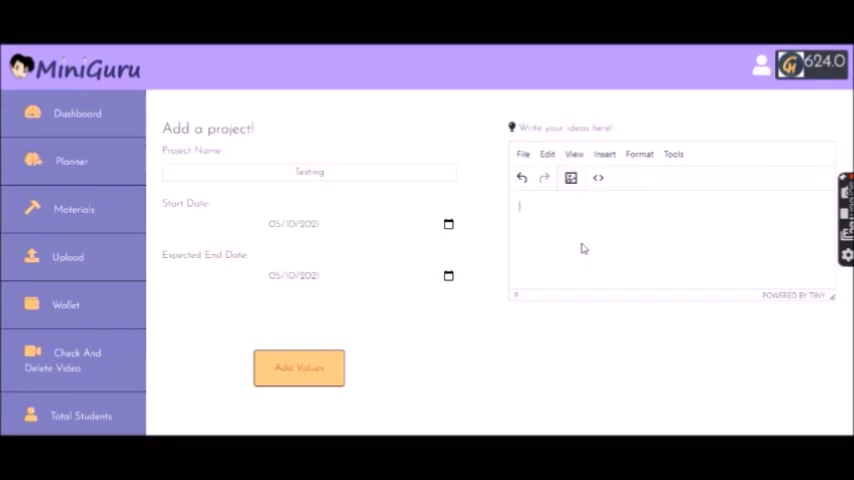 MiniGuru
624.0
Dashboard
Planner
Materials
Upload
Wallet
Check And
Delete Video
Total Students
Add a project!
Project Name:
Testing
Start Date:
05/10/2021
Expected End Date:
05/10/2021
Add Values
Write your ideas here!
File Edit View Insert Format Tools
P
POWERED BY TINY